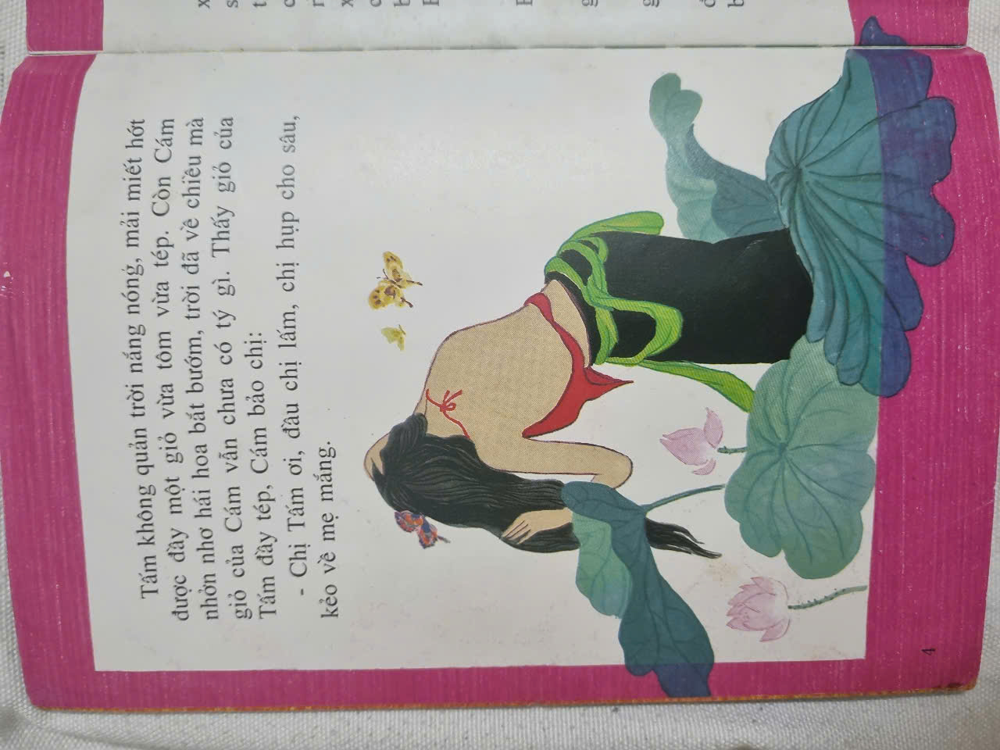 Tấm không quản trời nắng nóng, mải miết hớt
được đầy một giỏ vừa tôm vừa tép. Còn Cám
nhởn nhơ hái hoa bắt bướm, trời đã về chiều mà
giỏ của Cám vẫn chưa có tý gì. Thấy giỏ của
Tấm đầy tép, Cám bảo chị:
- Chị Tấm ơi, đầu chị lấm, chị hụp cho sâu,
kẻo về mẹ mắng.
4